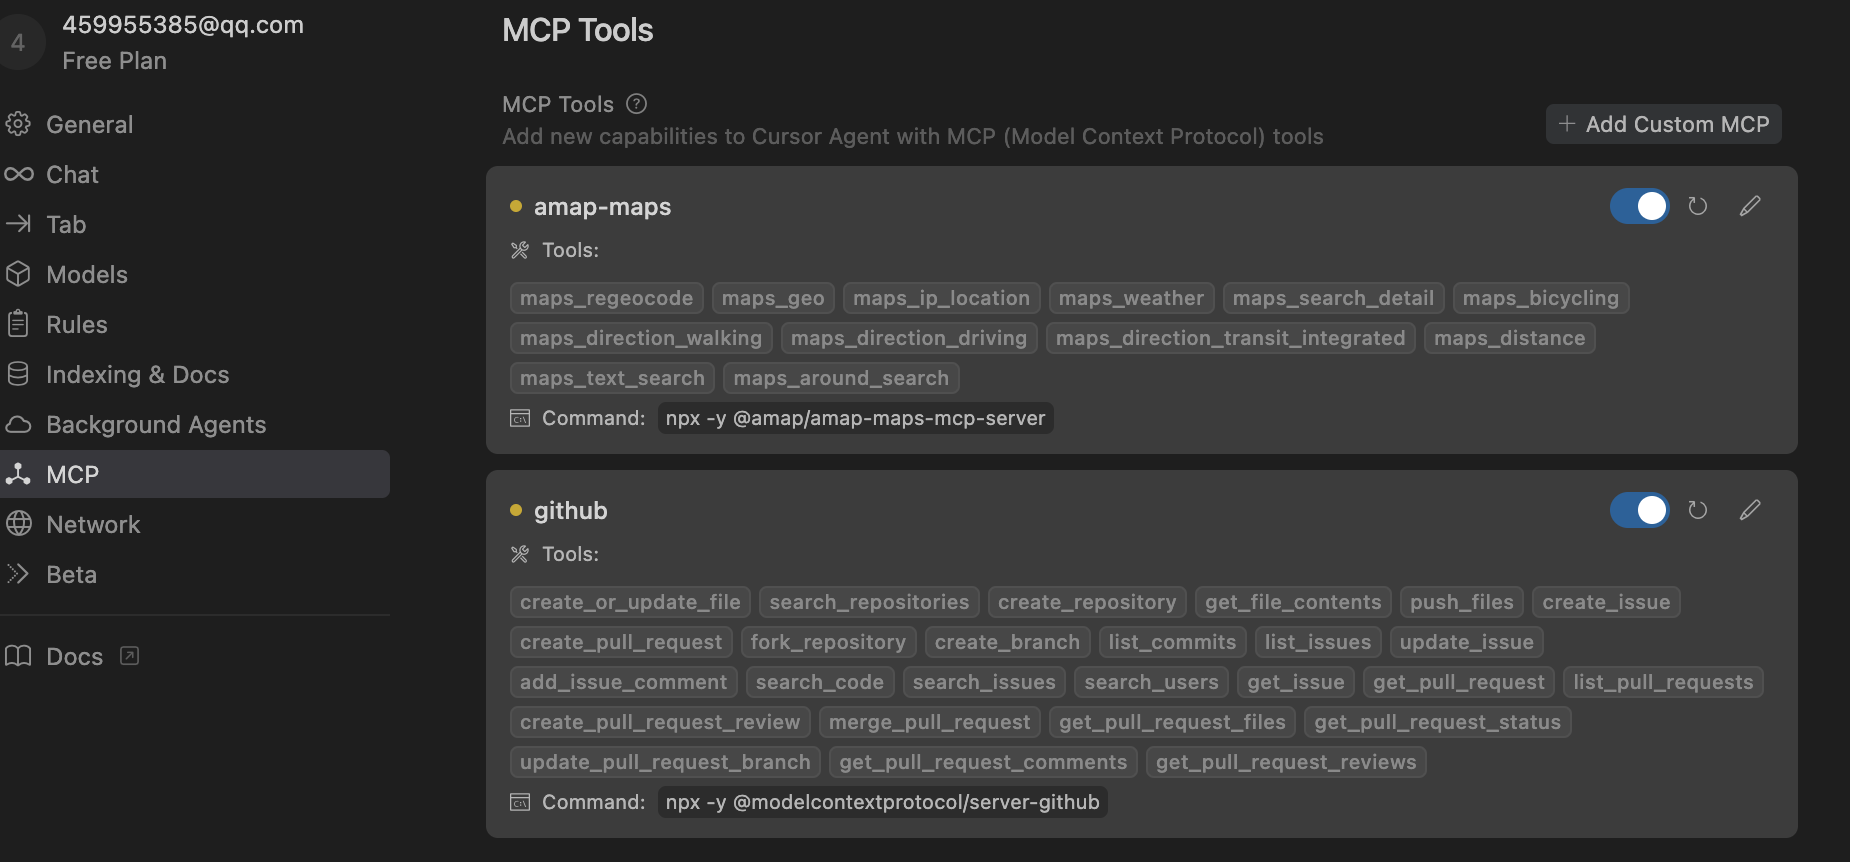 4
459955385@qq.com
Free Plan
General
Chat
Tab
Models
Rules
Indexing & Docs
Background Agents
MCP
Network
Beta
Docs
MCP Tools
MCP Tools ?
Add new capabilities to Cursor Agent with MCP (Model Context Protocol) tools
+ Add Custom MCP
amap-maps
Tools:
maps_regeocode maps_geo maps_ip_location maps_weather maps_search_detail maps_bicycling
maps_direction_walking maps_direction_driving maps_direction_transit_integrated maps_distance
maps_text_search maps_around_search
Command: npx -y @amap/amap-maps-mcp-server
github
Tools:
create_or_update_file search_repositories create_repository get_file_contents push_files create_issue
create_pull_request fork_repository create_branch list_commits list_issues update_issue
add_issue_comment search_code search_issues search_users get_issue get_pull_request list_pull_requests
create_pull_request_review merge_pull_request get_pull_request_files get_pull_request_status
update_pull_request_branch get_pull_request_comments get_pull_request_reviews
Command: npx -y @modelcontextprotocol/server-github